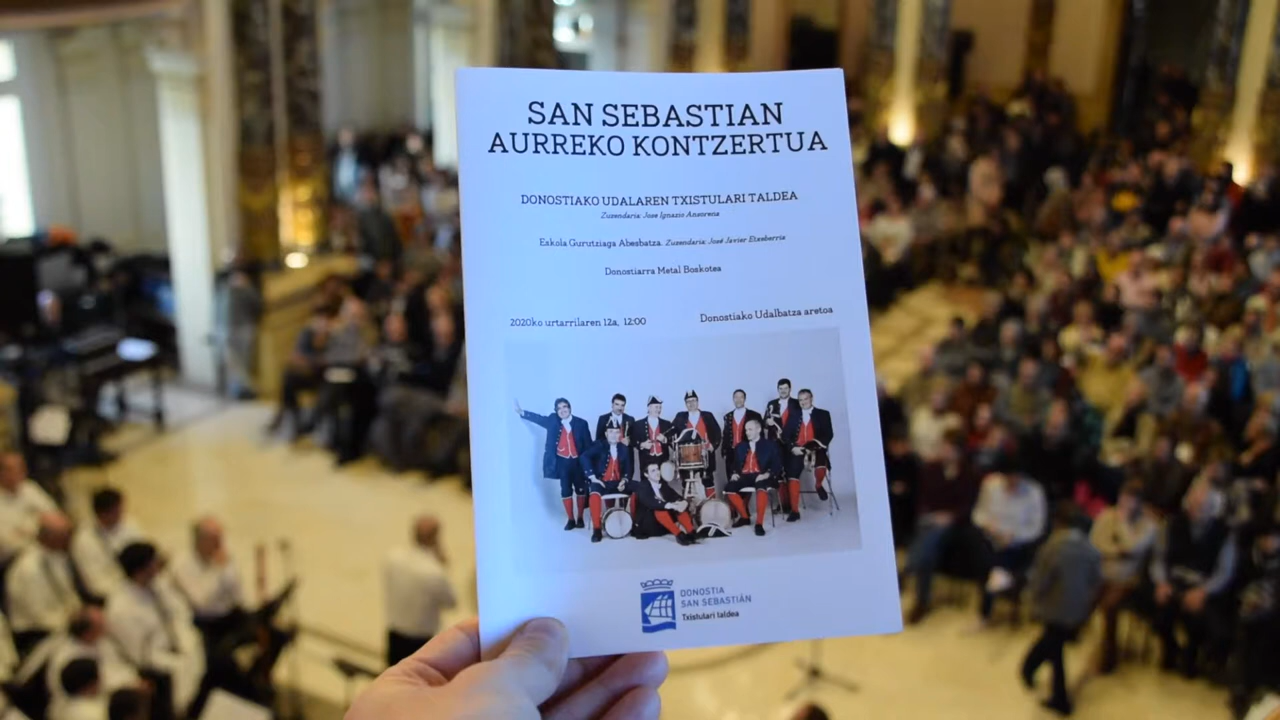 SAN SEBASTIAN
AURREKO KONTZERTUA
DONOSTIAKO UDALAREN TXISTULARI TALDEA
Zuzendaria: Jose Ignazio Ansorena
Eskola Gurutziaga Abesbatza. Zuzendaria: José Javier Etxeberria
Donostiarra Metal Boskotea
2020ko urtarrilaren 12a, 12:00
Donostiako Udalbatza aretoa
DONOSTIA
SAN SEBASTIÁN
Txistulari taldea